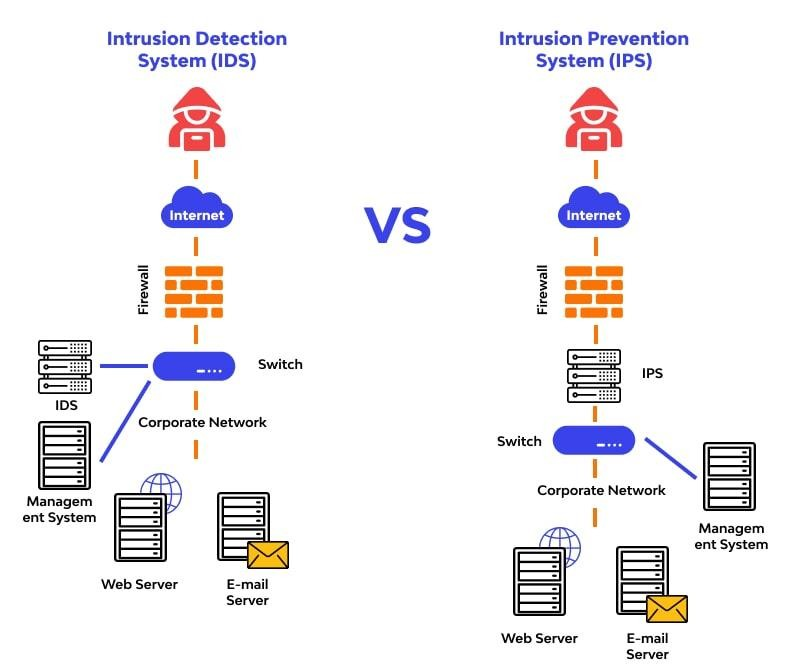 Intrusion Detection
System (IDS)
Internet
Firewall
Switch
IDS
Corporate Network
Managem
ent System
Web Server
E-mail
Server
VS
Intrusion Prevention
System (IPS)
Internet
Firewall
IPS
Switch
Corporate Network
Managem
ent System
Web Server
E-mail
Server